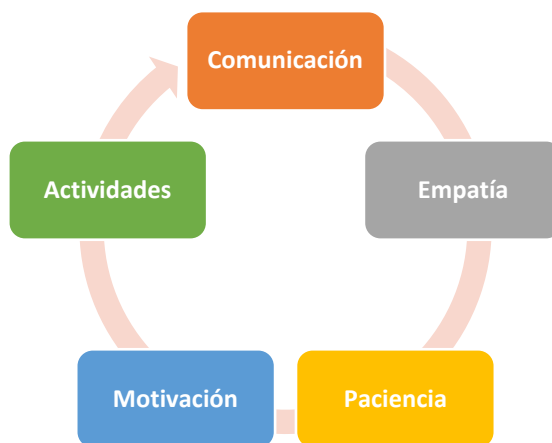 Comunicación
Empatía
Paciencia
Motivación
Actividades